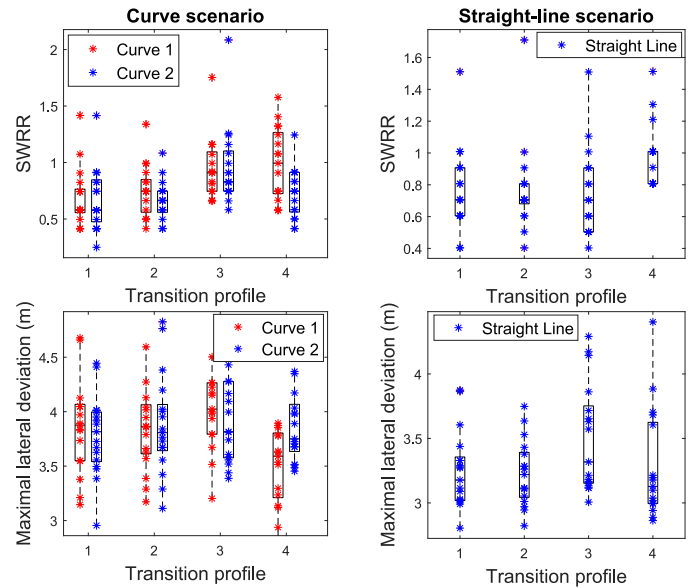 Curve scenario
2
1.5
1
0.5
SWRR
Curve 1
Curve 2
1 2 3 4
Transition profile
Straight-line scenario
1.6
1.4
1.2
1
0.8
0.6
0.4
SWRR
Straight Line
1 2 3 4
Transition profile
4.5
4
3.5
3
Maximal lateral deviation (m)
Curve 1
Curve 2
1 2 3 4
Transition profile
4
3.5
3
Maximal lateral deviation (m)
Straight Line
1 2 3 4
Transition profile